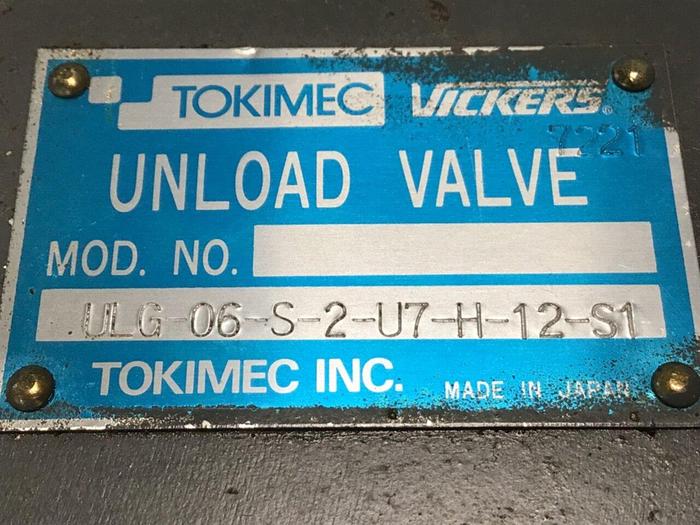 TOKIMEC VICKERS®
7221
UNLOAD VALVE
MOD. NO.
ULG-06-S-2-U7-H-12-S1
TOKIMEC INC. MADE IN JAPAN